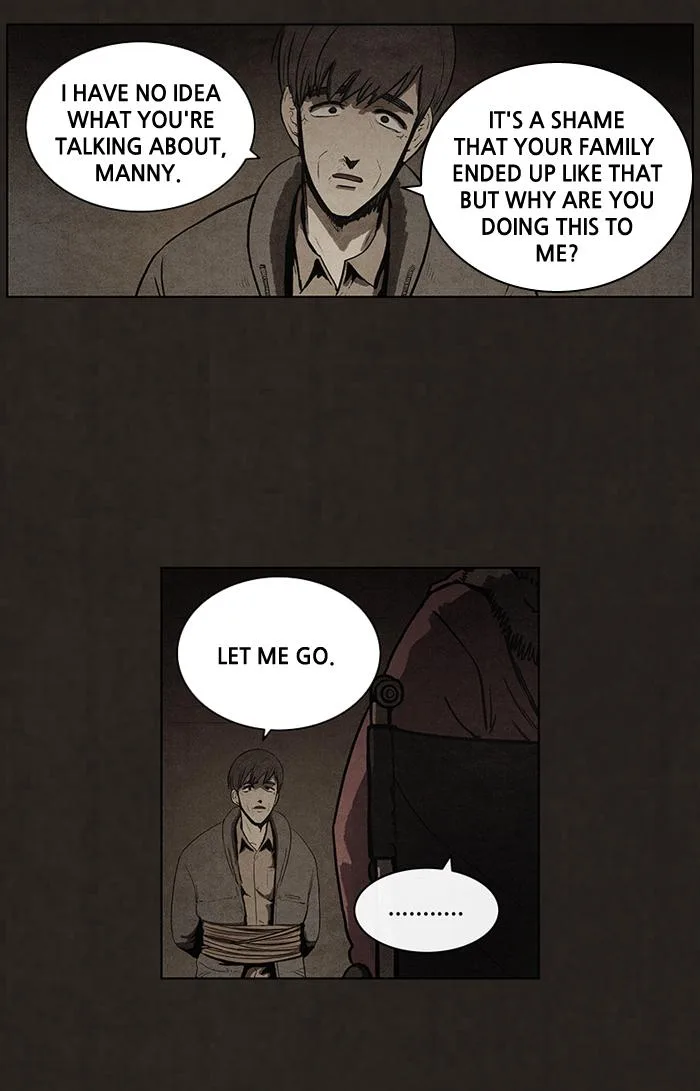 I HAVE NO IDEA
WHAT YOU'RE
TALKING ABOUT,
MANNY.
IT'S A SHAME
THAT YOUR FAMILY
ENDED UP LIKE THAT
BUT WHY ARE YOU
DOING THIS TO
ME?
LET ME GO.
...........